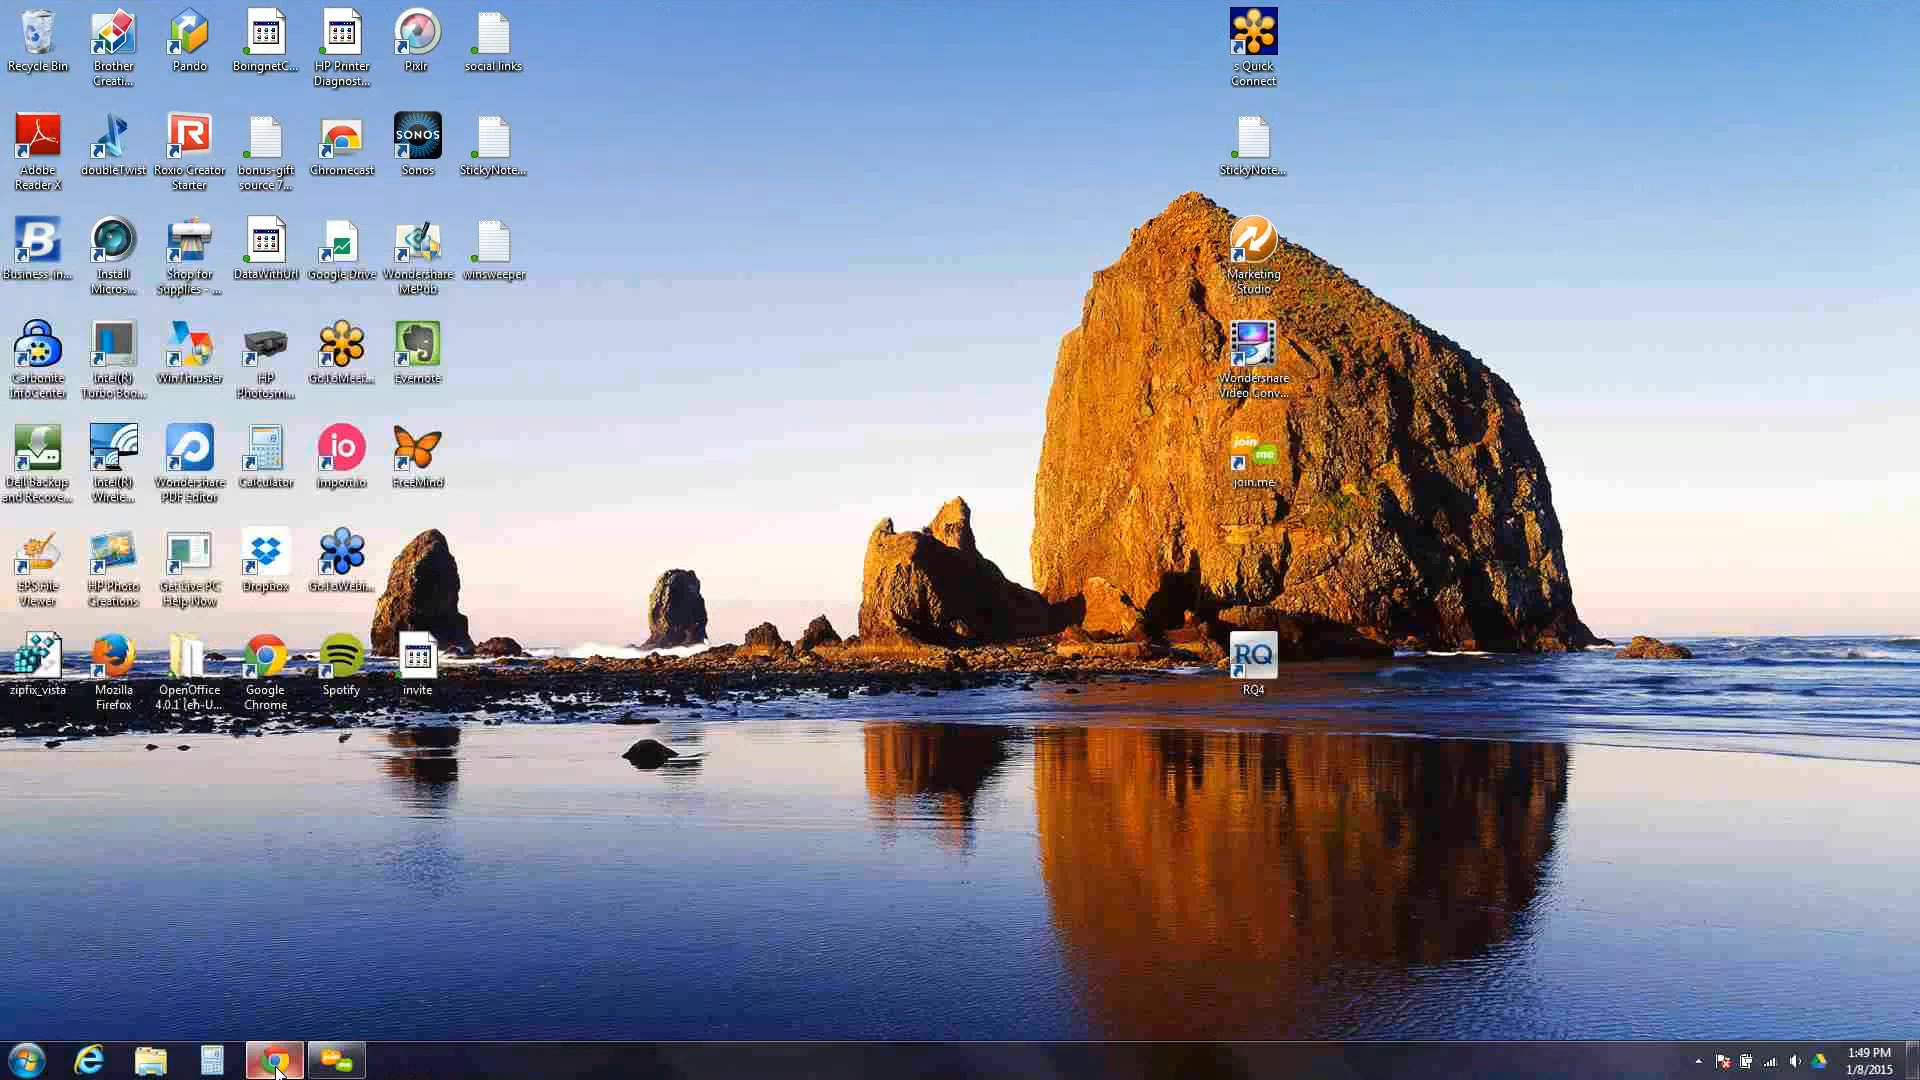 Recycle Bin
Brother
Creati...
Pando
BoingnetC...
HP Printer
Diagnost...
Pixlr
social links
s Quick
Connect
Adobe
Reader X
doubleTwist
Roxio Creator
Starter
bonus-gift
source 7...
Chromecast
SONOS
Sonos
StickyNote...
StickyNote...
B
Business-In...
Install
Micros...
Shop for
Supplies - ...
DataWithUrl
Google Drive
Wondershare
MePub
winsweeper
Marketing
Studio
Carbonite
InfoCenter
Intel(R)
Turbo Boo...
WinThruster
HP
Photosm...
GoToMeet...
Evernote
Wondershare
Video Conv...
Dell Backup
and Recove...
Intel(R)
Wirele...
Wondershare
PDF Editor
Calculator
io
import.io
FreeMind
join
me
join.me
EPS File
Viewer
HP Photo
Creations
Get Live PC
Help Now
Dropbox
GoToWebi...
zipfix_vista
Mozilla
Firefox
OpenOffice
4.0.1 (en-U...
Google
Chrome
Spotify
invite
RQ
RQ4
1:49 PM
1/8/2015